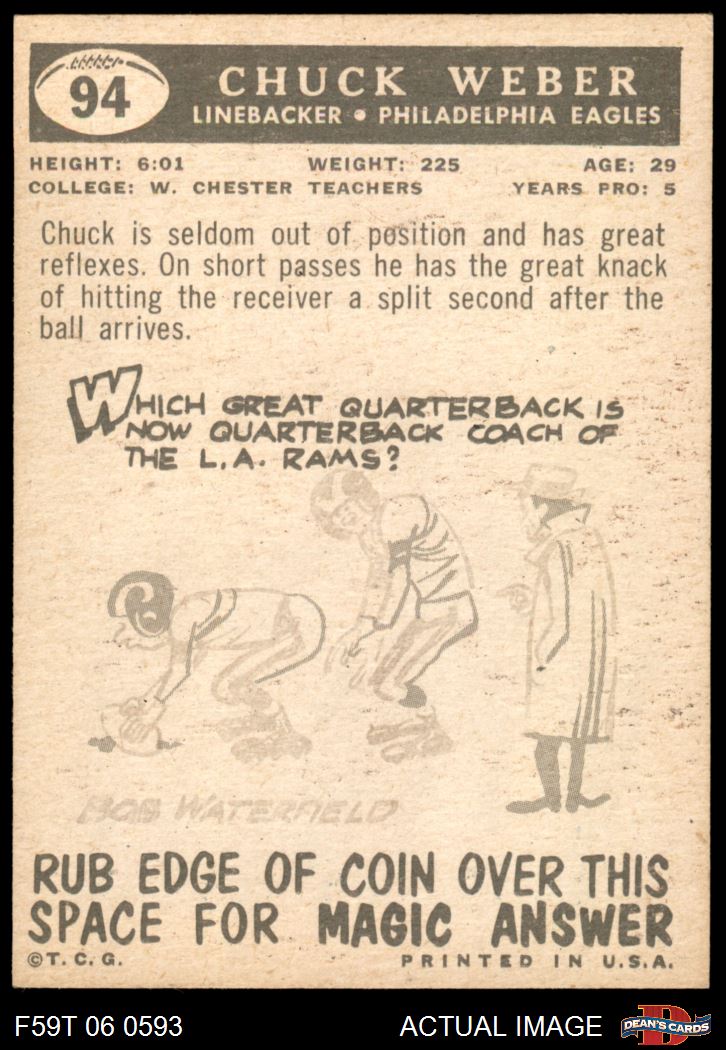 94
CHUCK WEBER
LINEBACKER • PHILADELPHIA EAGLES
HEIGHT: 6:01 WEIGHT: 225 AGE: 29
COLLEGE: W. CHESTER TEACHERS YEARS PRO: 5
Chuck is seldom out of position and has great
reflexes. On short passes he has the great knack
of hitting the receiver a split second after the
ball arrives.
WHICH GREAT QUARTERBACK IS
NOW QUARTERBACK COACH OF
THE L.A. RAMS?
BOB WATERFIELD
RUB EDGE OF COIN OVER THIS
SPACE FOR MAGIC ANSWER
©T.C.G. PRINTED IN U.S.A.
F59T 06 0593 ACTUAL IMAGE D DEAN'S CARDS